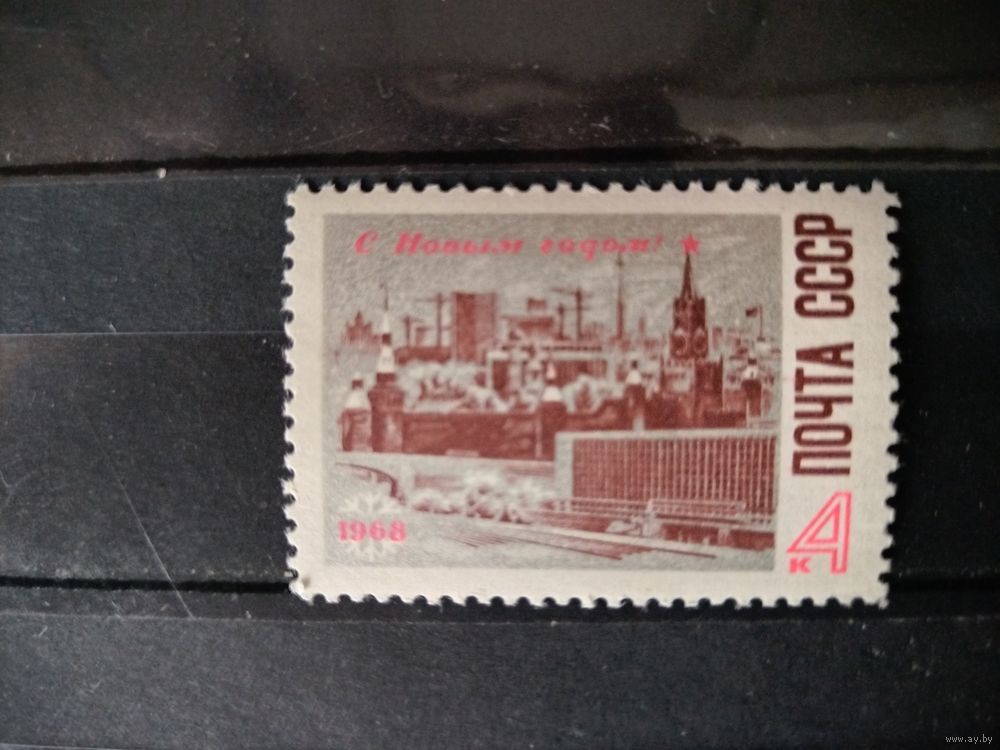 С Новым годом!
ПОЧТА СССР
1968
4
к
www.ay.by